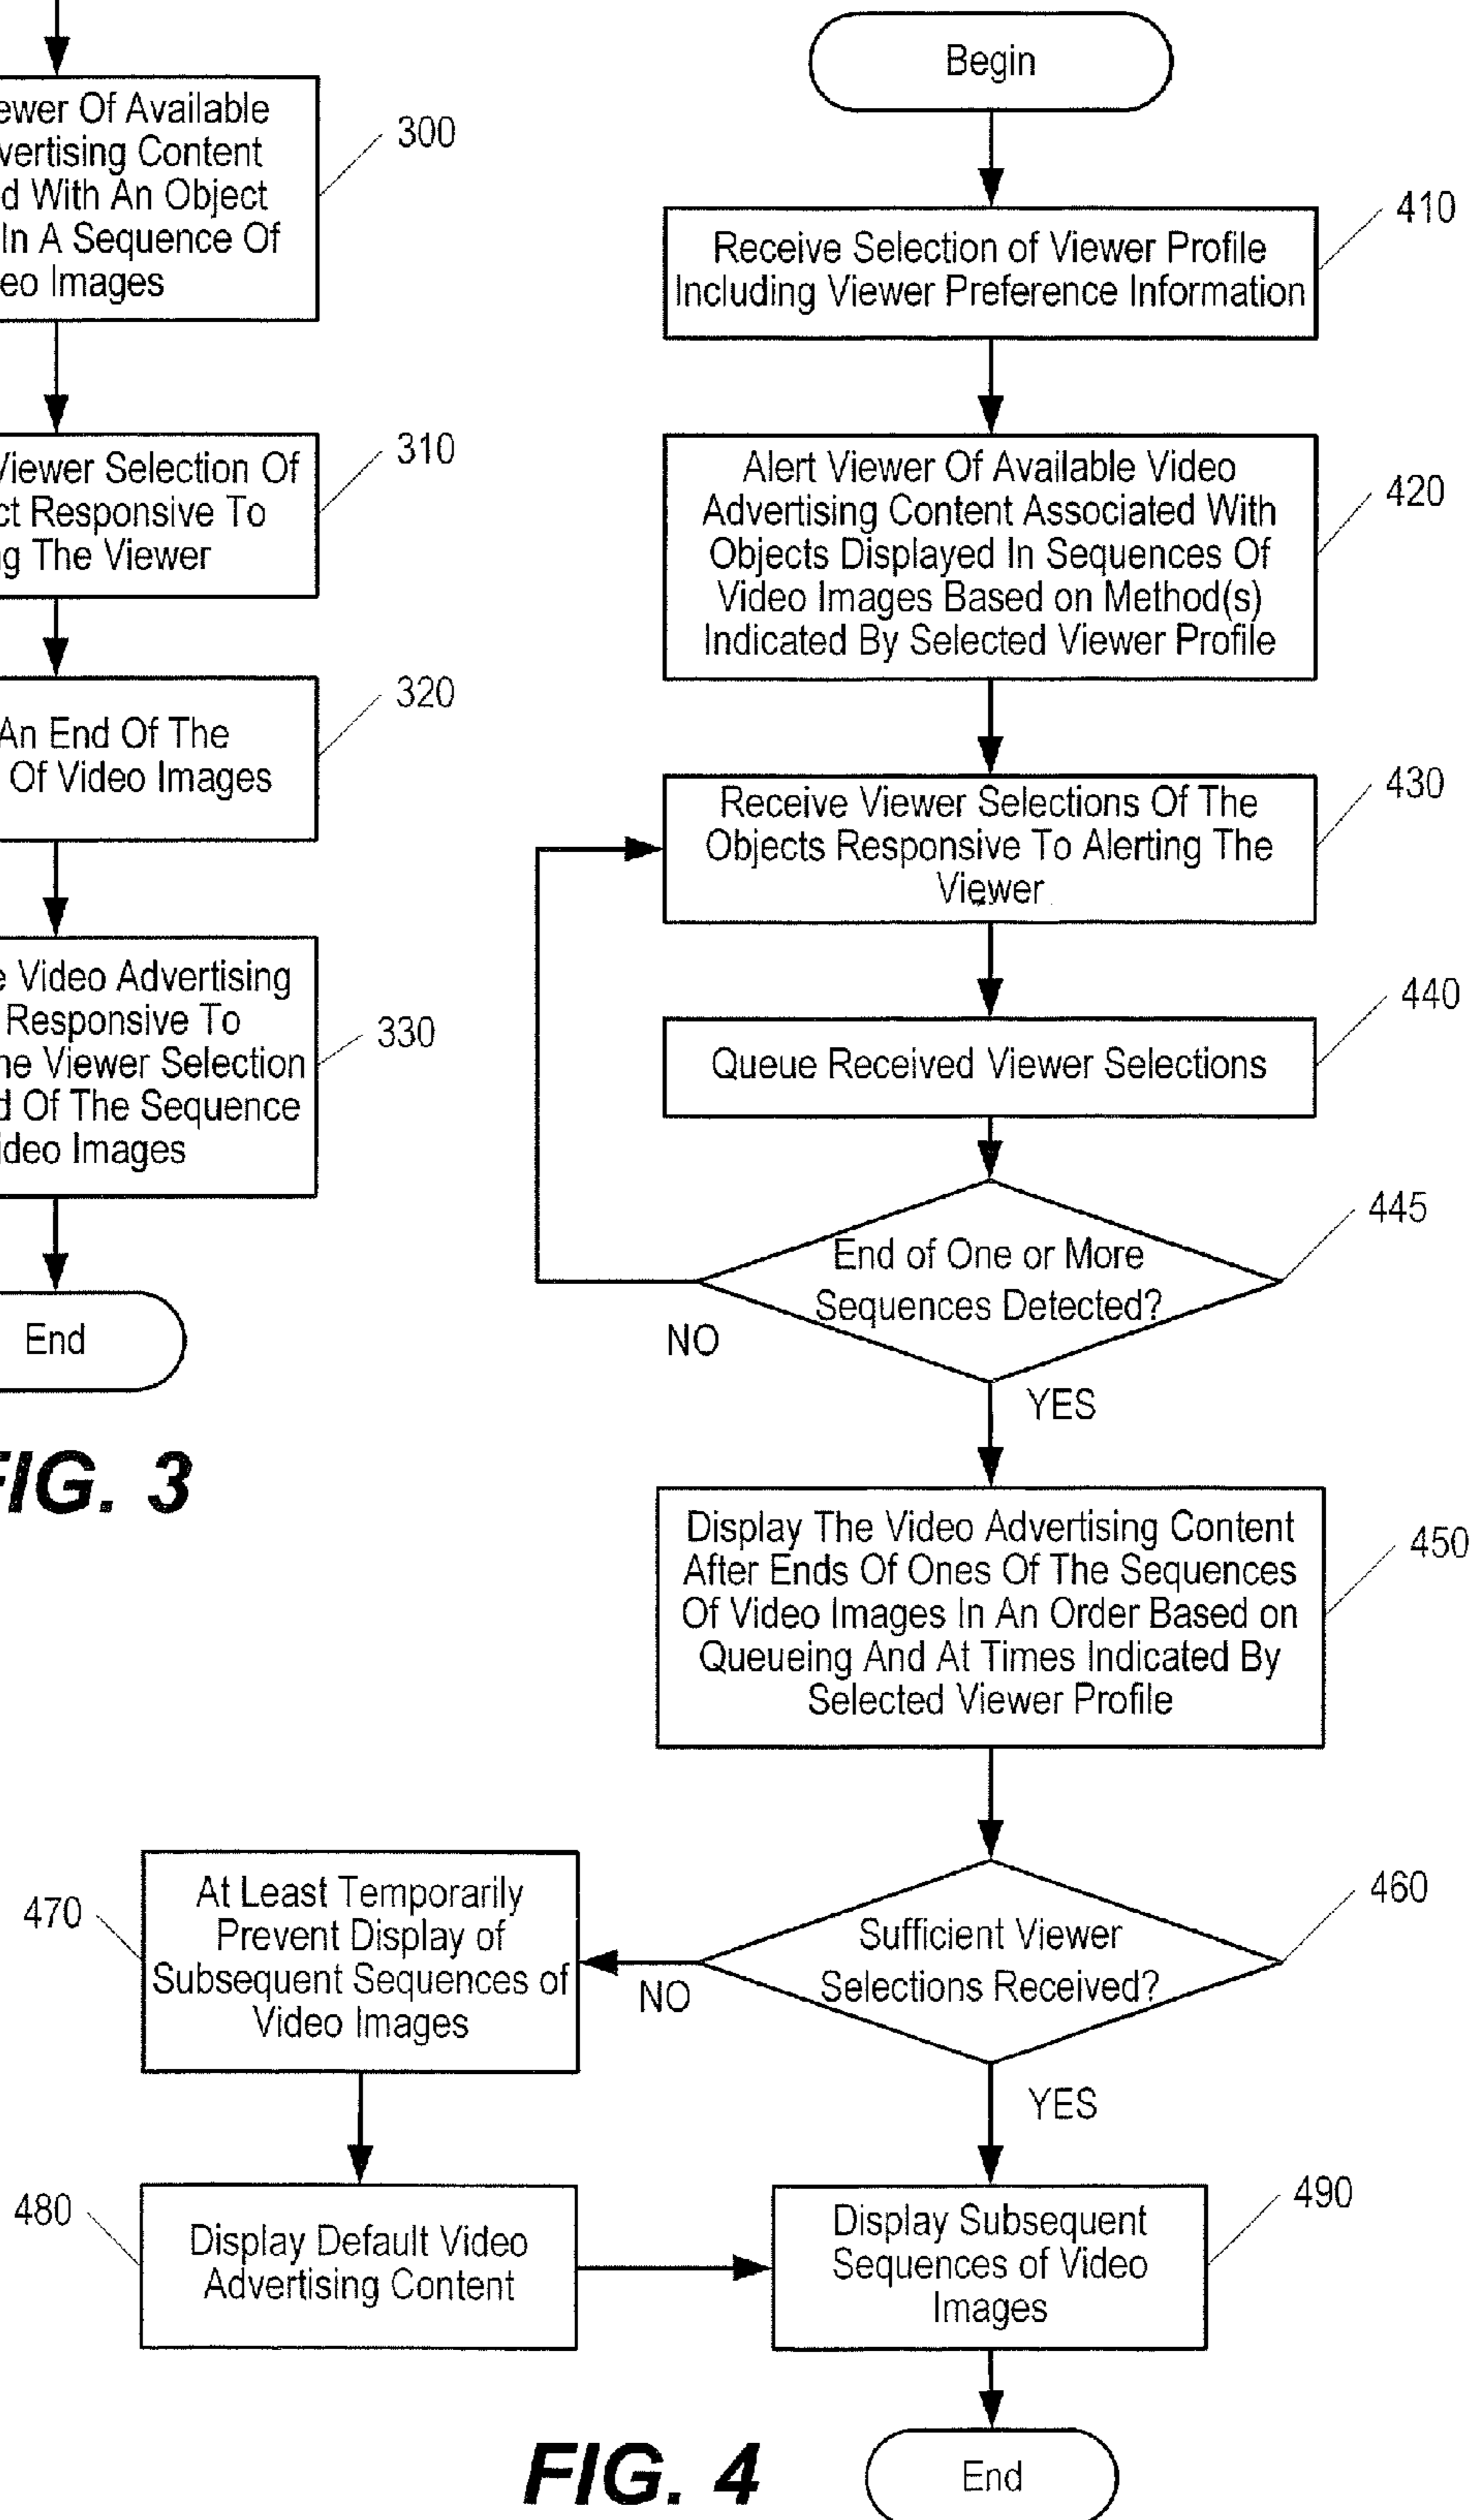 ewer Of Available
vertising Content
d With An Object
In A Sequence Of
eo Images
300
Viewer Selection Of
ct Responsive To
g The Viewer
310
An End Of The
Of Video Images
320
e Video Advertising
Responsive To
he Viewer Selection
d Of The Sequence
ideo Images
330
End
FIG. 3
Begin
Receive Selection of Viewer Profile
Including Viewer Preference Information
410
Alert Viewer Of Available Video
Advertising Content Associated With
Objects Displayed In Sequences Of
Video Images Based on Method(s)
Indicated By Selected Viewer Profile
420
Receive Viewer Selections Of The
Objects Responsive To Alerting The
Viewer
430
Queue Received Viewer Selections
440
End of One or More
Sequences Detected?
445
NO
YES
Display The Video Advertising Content
After Ends Of Ones Of The Sequences
Of Video Images In An Order Based on
Queueing And At Times Indicated By
Selected Viewer Profile
450
Sufficient Viewer
Selections Received?
460
NO
YES
At Least Temporarily
Prevent Display of
Subsequent Sequences of
Video Images
470
Display Default Video
Advertising Content
480
Display Subsequent
Sequences of Video
Images
490
End
FIG. 4